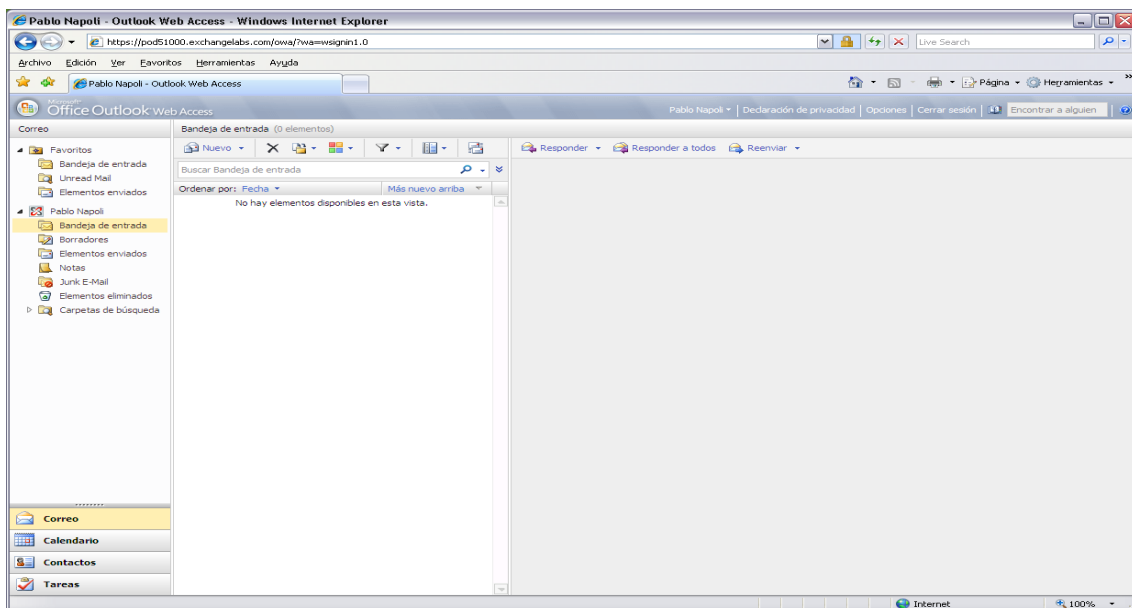 Pablo Napoli - Outlook Web Access - Windows Internet Explorer
https://pod51000.exchangelabs.com/owa/?wa=wsignin1.0
Live Search
Archivo Edición Ver Favoritos Herramientas Ayuda
Pablo Napoli - Outlook Web Access
Página Herramientas »
Microsoft
Office Outlook Web Access
Pablo Napoli | Declaración de privacidad | Opciones | Cerrar sesión | Encontrar a alguien
Correo
Bandeja de entrada (0 elementos)
Favoritos
Bandeja de entrada
Unread Mail
Elementos enviados
Pablo Napoli
Bandeja de entrada
Borradores
Elementos enviados
Notas
Junk E-Mail
Elementos eliminados
Carpetas de búsqueda
Nuevo
Responder Responder a todos Reenviar
Buscar Bandeja de entrada
Ordenar por: Fecha Más nuevo arriba
No hay elementos disponibles en esta vista.
Correo
Calendario
Contactos
Tareas
Internet 100%